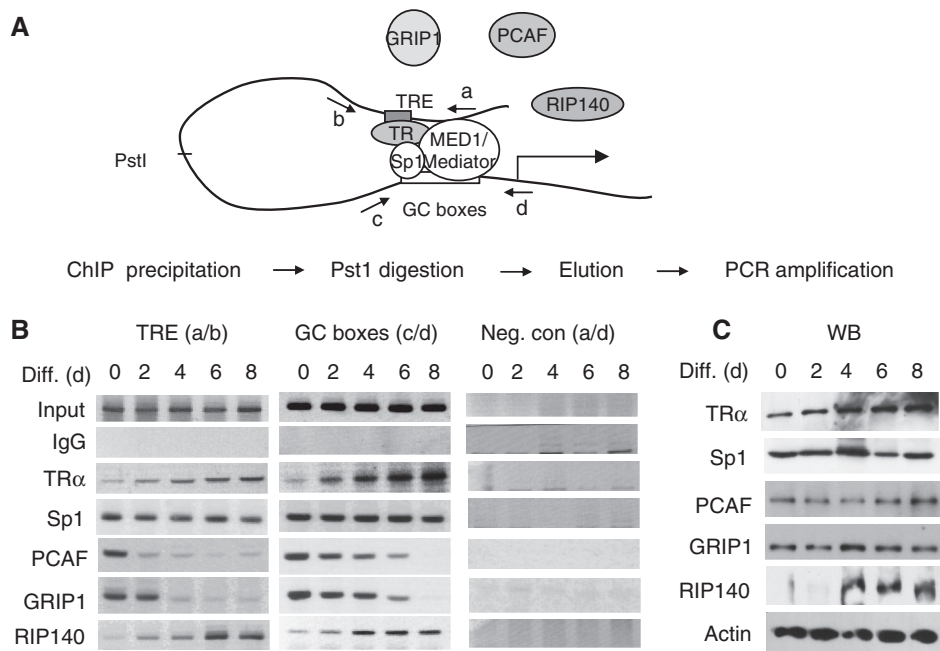 A
GRIP1
PCAF
RIP140
TRE
a
b
TR
MED1/
Mediator
Sp1
PstI
c
GC boxes
d
ChIP precipitation → Pst1 digestion → Elution → PCR amplification
B
TRE (a/b) GC boxes (c/d) Neg. con (a/d)
Diff. (d) 0 2 4 6 8 0 2 4 6 8 0 2 4 6 8
Input
IgG
TRα
Sp1
PCAF
GRIP1
RIP140
C
WB
Diff. (d) 0 2 4 6 8
TRα
Sp1
PCAF
GRIP1
RIP140
Actin